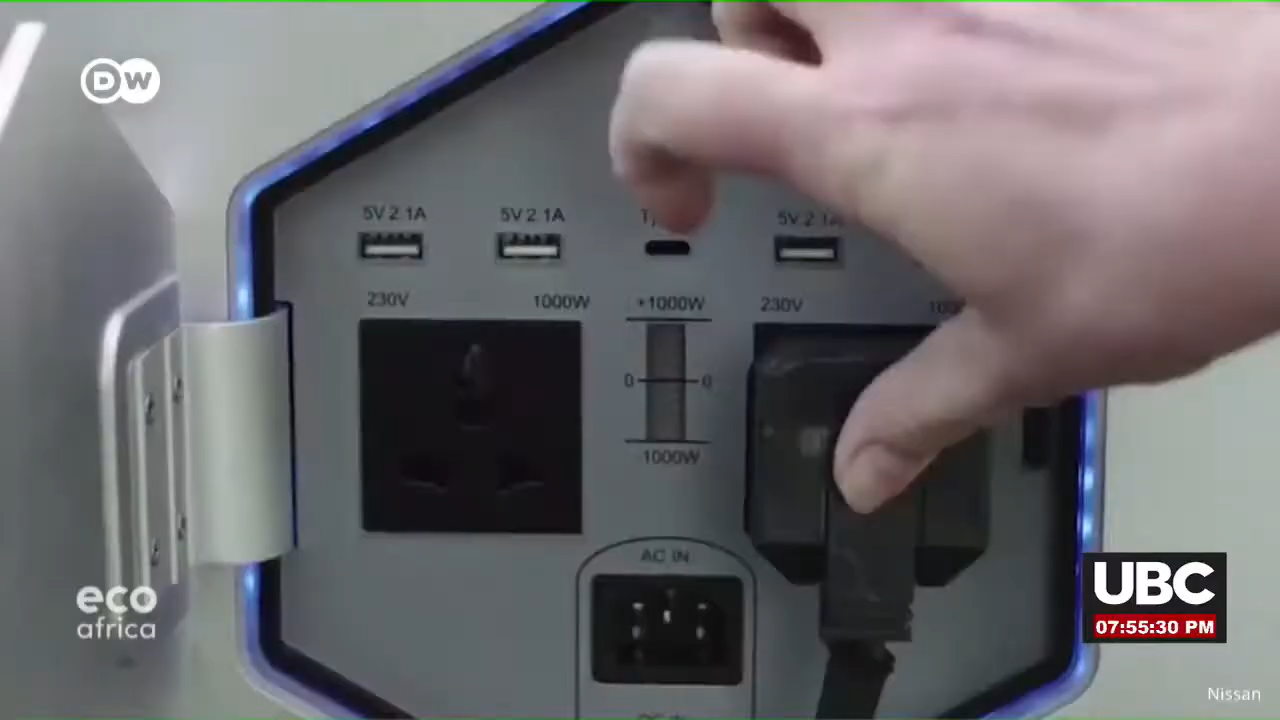 DW
5V 2.1A
5V 2.1A
5V 2.1A
230V
1000W
+1000W
230V
0
0
-1000W
AC IN
eco
africa
UBC
07:55:30 PM
Nissan